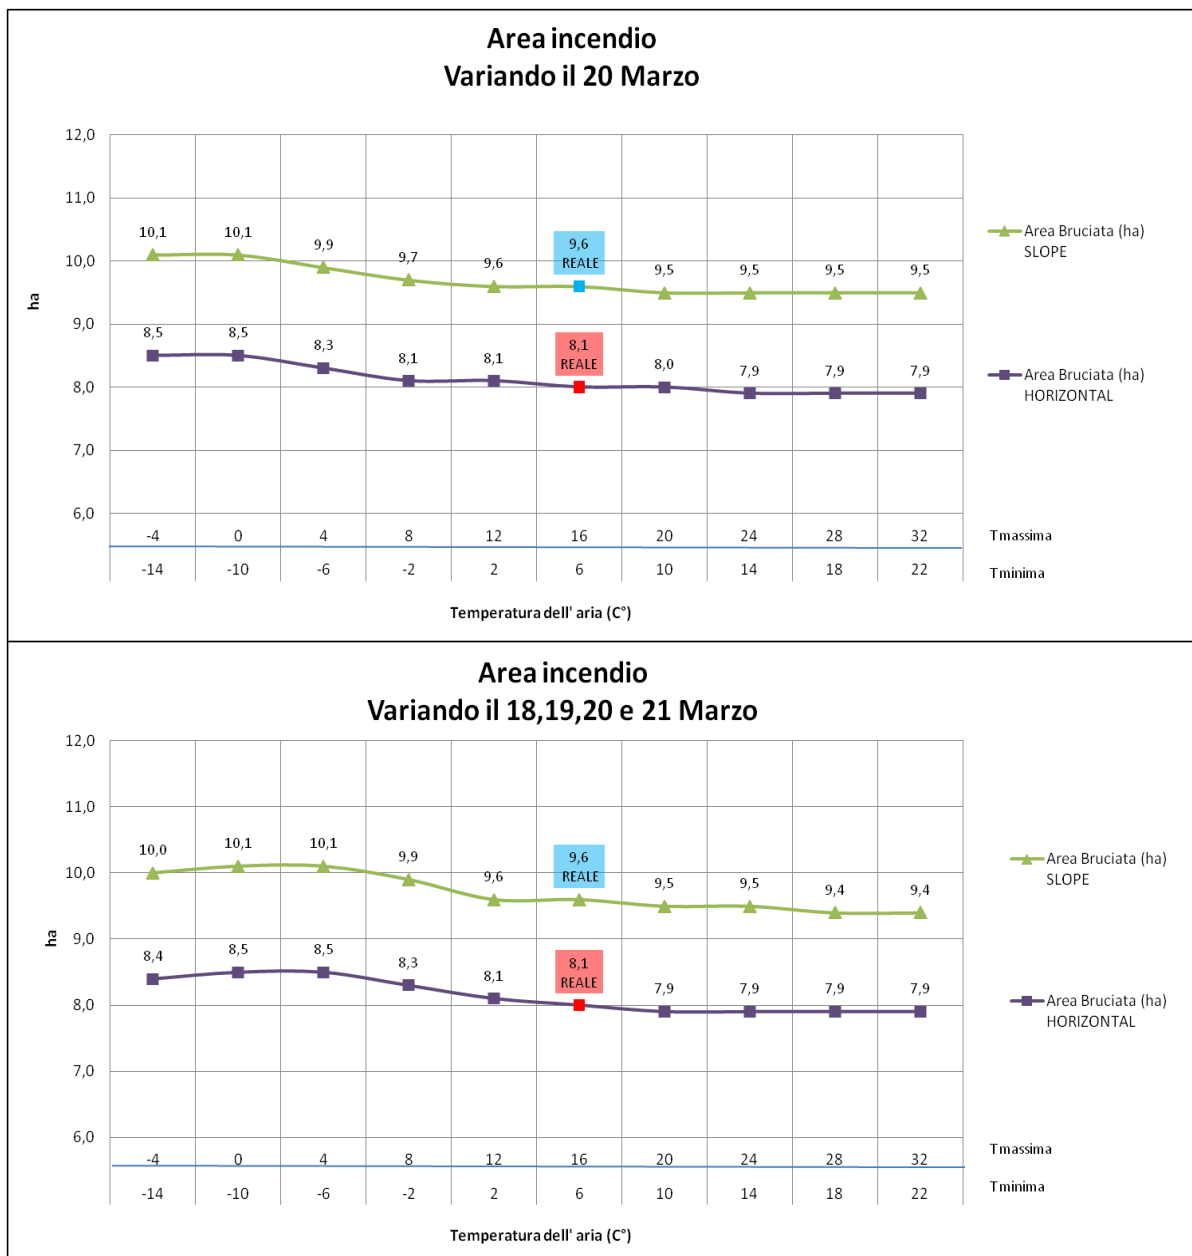 Area incendio
Variando il 20 Marzo
12,0
11,0
10,0
9,0
8,0
7,0
6,0
ha
10,1 10,1 9,9 9,7 9,6 9,6 9,5 9,5 9,5 9,5
REALE
8,5 8,5 8,3 8,1 8,1 8,1 8,0 7,9 7,9 7,9
REALE
Area Bruciata (ha)
SLOPE
Area Bruciata (ha)
HORIZONTAL
-4 0 4 8 12 16 20 24 28 32 Tmassima
-14 -10 -6 -2 2 6 10 14 18 22 Tminima
Temperatura dell' aria (C°)
Area incendio
Variando il 18,19,20 e 21 Marzo
12,0
11,0
10,0
9,0
8,0
7,0
6,0
ha
10,0 10,1 10,1 9,9 9,6 9,6 9,5 9,5 9,4 9,4
REALE
8,4 8,5 8,5 8,3 8,1 8,1 7,9 7,9 7,9 7,9
REALE
Area Bruciata (ha)
SLOPE
Area Bruciata (ha)
HORIZONTAL
-4 0 4 8 12 16 20 24 28 32 Tmassima
-14 -10 -6 -2 2 6 10 14 18 22 Tminima
Temperatura dell' aria (C°)